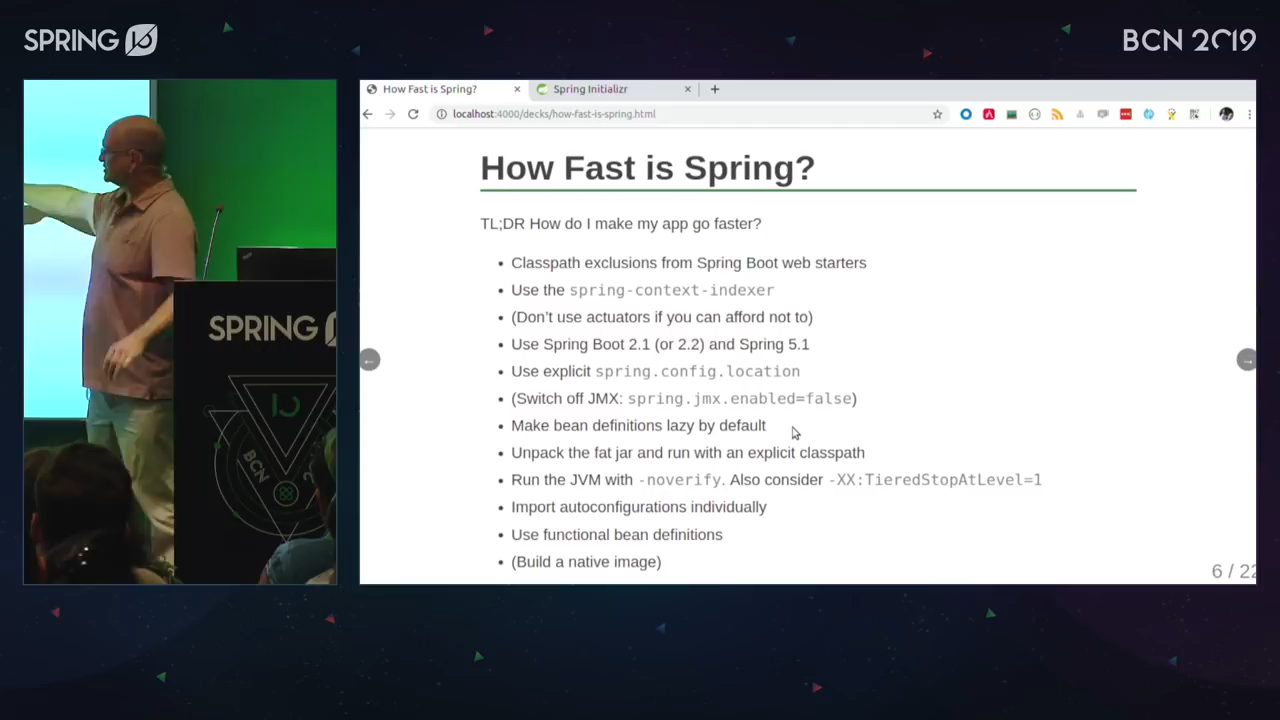 SPRING IO
BCN 2019
How Fast is Spring?
Spring Initializr
localhost:4000/decks/how-fast-is-spring.html
How Fast is Spring?
TL;DR How do I make my app go faster?
• Classpath exclusions from Spring Boot web starters
• Use the spring-context-indexer
• (Don't use actuators if you can afford not to)
• Use Spring Boot 2.1 (or 2.2) and Spring 5.1
• Use explicit spring.config.location
• (Switch off JMX: spring.jmx.enabled=false)
• Make bean definitions lazy by default
• Unpack the fat jar and run with an explicit classpath
• Run the JVM with -noverify. Also consider -XX:TieredStopAtLevel=1
• Import autoconfigurations individually
• Use functional bean definitions
• (Build a native image)
6 / 22
SPRING
IO
BCN